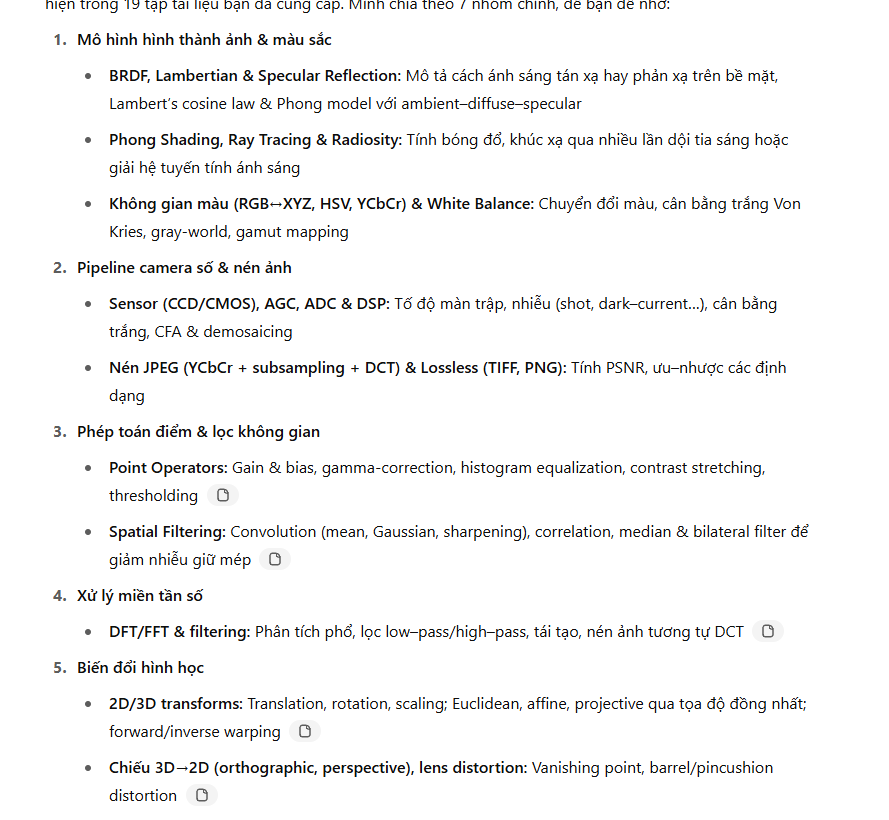 hiện trong 19 tập tài liệu bạn đã cung cấp. Mình chia theo 7 nhóm chính, để bạn dễ nhớ:
1. Mô hình hình thành ảnh & màu sắc
• BRDF, Lambertian & Specular Reflection: Mô tả cách ánh sáng tán xạ hay phản xạ trên bề mặt,
Lambert’s cosine law & Phong model với ambient–diffuse–specular
• Phong Shading, Ray Tracing & Radiosity: Tính bóng đổ, khúc xạ qua nhiều lần dội tia sáng hoặc
giải hệ tuyến tính ánh sáng
• Không gian màu (RGB↔XYZ, HSV, YCbCr) & White Balance: Chuyển đổi màu, cân bằng trắng Von
Kries, gray-world, gamut mapping
2. Pipeline camera số & nén ảnh
• Sensor (CCD/CMOS), AGC, ADC & DSP: Tố độ màn trập, nhiễu (shot, dark–current…), cân bằng
trắng, CFA & demosaicing
• Nén JPEG (YCbCr + subsampling + DCT) & Lossless (TIFF, PNG): Tính PSNR, ưu–nhược các định
dạng
3. Phép toán điểm & lọc không gian
• Point Operators: Gain & bias, gamma-correction, histogram equalization, contrast stretching,
thresholding
• Spatial Filtering: Convolution (mean, Gaussian, sharpening), correlation, median & bilateral filter để
giảm nhiễu giữ mép
4. Xử lý miền tần số
• DFT/FFT & filtering: Phân tích phổ, lọc low–pass/high–pass, tái tạo, nén ảnh tương tự DCT
5. Biến đổi hình học
• 2D/3D transforms: Translation, rotation, scaling; Euclidean, affine, projective qua tọa độ đồng nhất;
forward/inverse warping
• Chiếu 3D→2D (orthographic, perspective), lens distortion: Vanishing point, barrel/pincushion
distortion